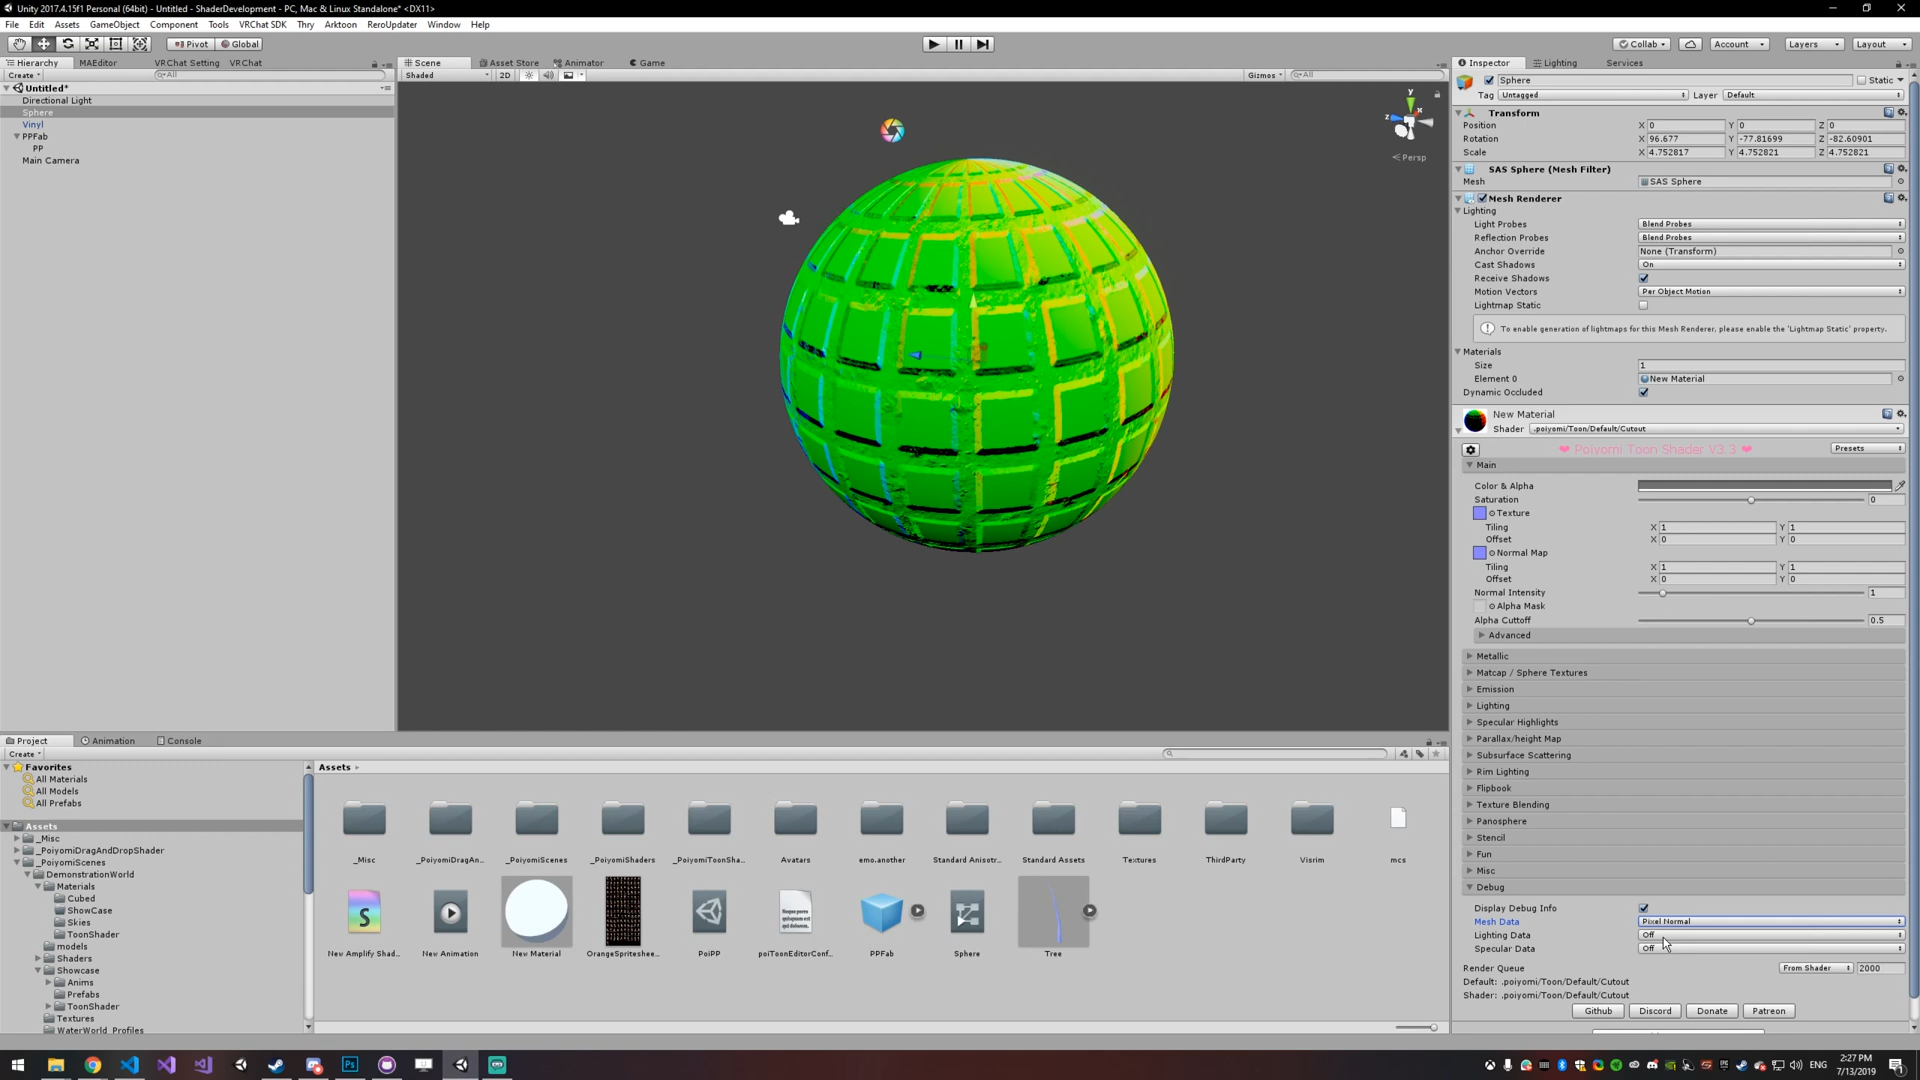 Unity 2017.4.15f1 Personal (64bit) - Untitled - ShaderDevelopment - PC, Mac & Linux Standalone* <DX11>
File Edit Assets GameObject Component Tools VRChat SDK Thry Arktoon ReroUpdater Window Help
Pivot Global
Collab Account Layers Layout
Hierarchy MAEditor VRChat Setting VRChat
Create All
Untitled*
Directional Light
Sphere
Vinyl
PPFab
PP
Main Camera
Scene Asset Store Animator Game
Shaded 2D Gizmos All
y
x
z
Persp
Inspector Lighting Services
Sphere Static
Tag Untagged Layer Default
Transform
Position X 0 Y 0 Z 0
Rotation X 96.677 Y -77.81699 Z -82.60901
Scale X 4.752817 Y 4.752821 Z 4.752821
SAS Sphere (Mesh Filter)
Mesh SAS Sphere
Mesh Renderer
Lighting
Light Probes Blend Probes
Reflection Probes Blend Probes
Anchor Override None (Transform)
Cast Shadows On
Receive Shadows
Motion Vectors Per Object Motion
Lightmap Static
To enable generation of lightmaps for this Mesh Renderer, please enable the 'Lightmap Static' property.
Materials
Size 1
Element 0 New Material
Dynamic Occluded
New Material
Shader .poiyomi/Toon/Default/Cutout
❤ Poiyomi Toon Shader V3.3 ❤ Presets
Main
Color & Alpha
Saturation 0
Texture
Tiling X 1 Y 1
Offset X 0 Y 0
Normal Map
Tiling X 1 Y 1
Offset X 0 Y 0
Normal Intensity 1
Alpha Mask
Alpha Cuttoff 0.5
Advanced
Metallic
Matcap / Sphere Textures
Emission
Lighting
Specular Highlights
Parallax/height Map
Subsurface Scattering
Rim Lighting
Flipbook
Texture Blending
Panosphere
Stencil
Fun
Misc
Debug
Display Debug Info
Mesh Data Pixel Normal
Lighting Data Off
Specular Data Off
Render Queue From Shader 2000
Default: .poiyomi/Toon/Default/Cutout
Shader: .poiyomi/Toon/Default/Cutout
Github Discord Donate Patreon
Project Animation Console
Create
Favorites
All Materials
All Models
All Prefabs
Assets
_Misc
_PoiyomiDragAndDropShader
_PoiyomiScenes
DemonstrationWorld
Materials
Cubed
ShowCase
Skies
ToonShader
models
Shaders
Showcase
Anims
Prefabs
ToonShader
Textures
WaterWorld_Profiles
Assets
_Misc _PoiyomiDragAn... _PoiyomiScenes _PoiyomiShaders _PoiyomiToonSha... Avatars emo.another Standard Anisotr... Standard Assets Textures ThirdParty Visrim mcs
New Amplify Shad... New Animation New Material OrangeSpriteshee... PoiPP poiToonEditorConf... PPFab Sphere Tree
ENG
2:27 PM
7/13/2019